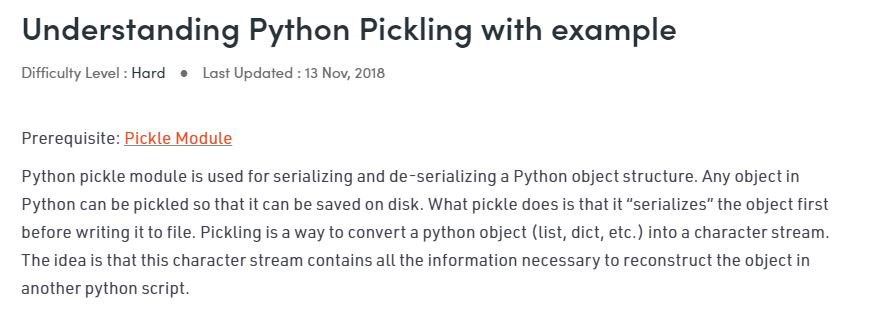 Understanding Python Pickling with example
Difficulty Level : Hard ● Last Updated : 13 Nov, 2018
Prerequisite: Pickle Module
Python pickle module is used for serializing and de-serializing a Python object structure. Any object in
Python can be pickled so that it can be saved on disk. What pickle does is that it “serializes” the object first
before writing it to file. Pickling is a way to convert a python object (list, dict, etc.) into a character stream.
The idea is that this character stream contains all the information necessary to reconstruct the object in
another python script.